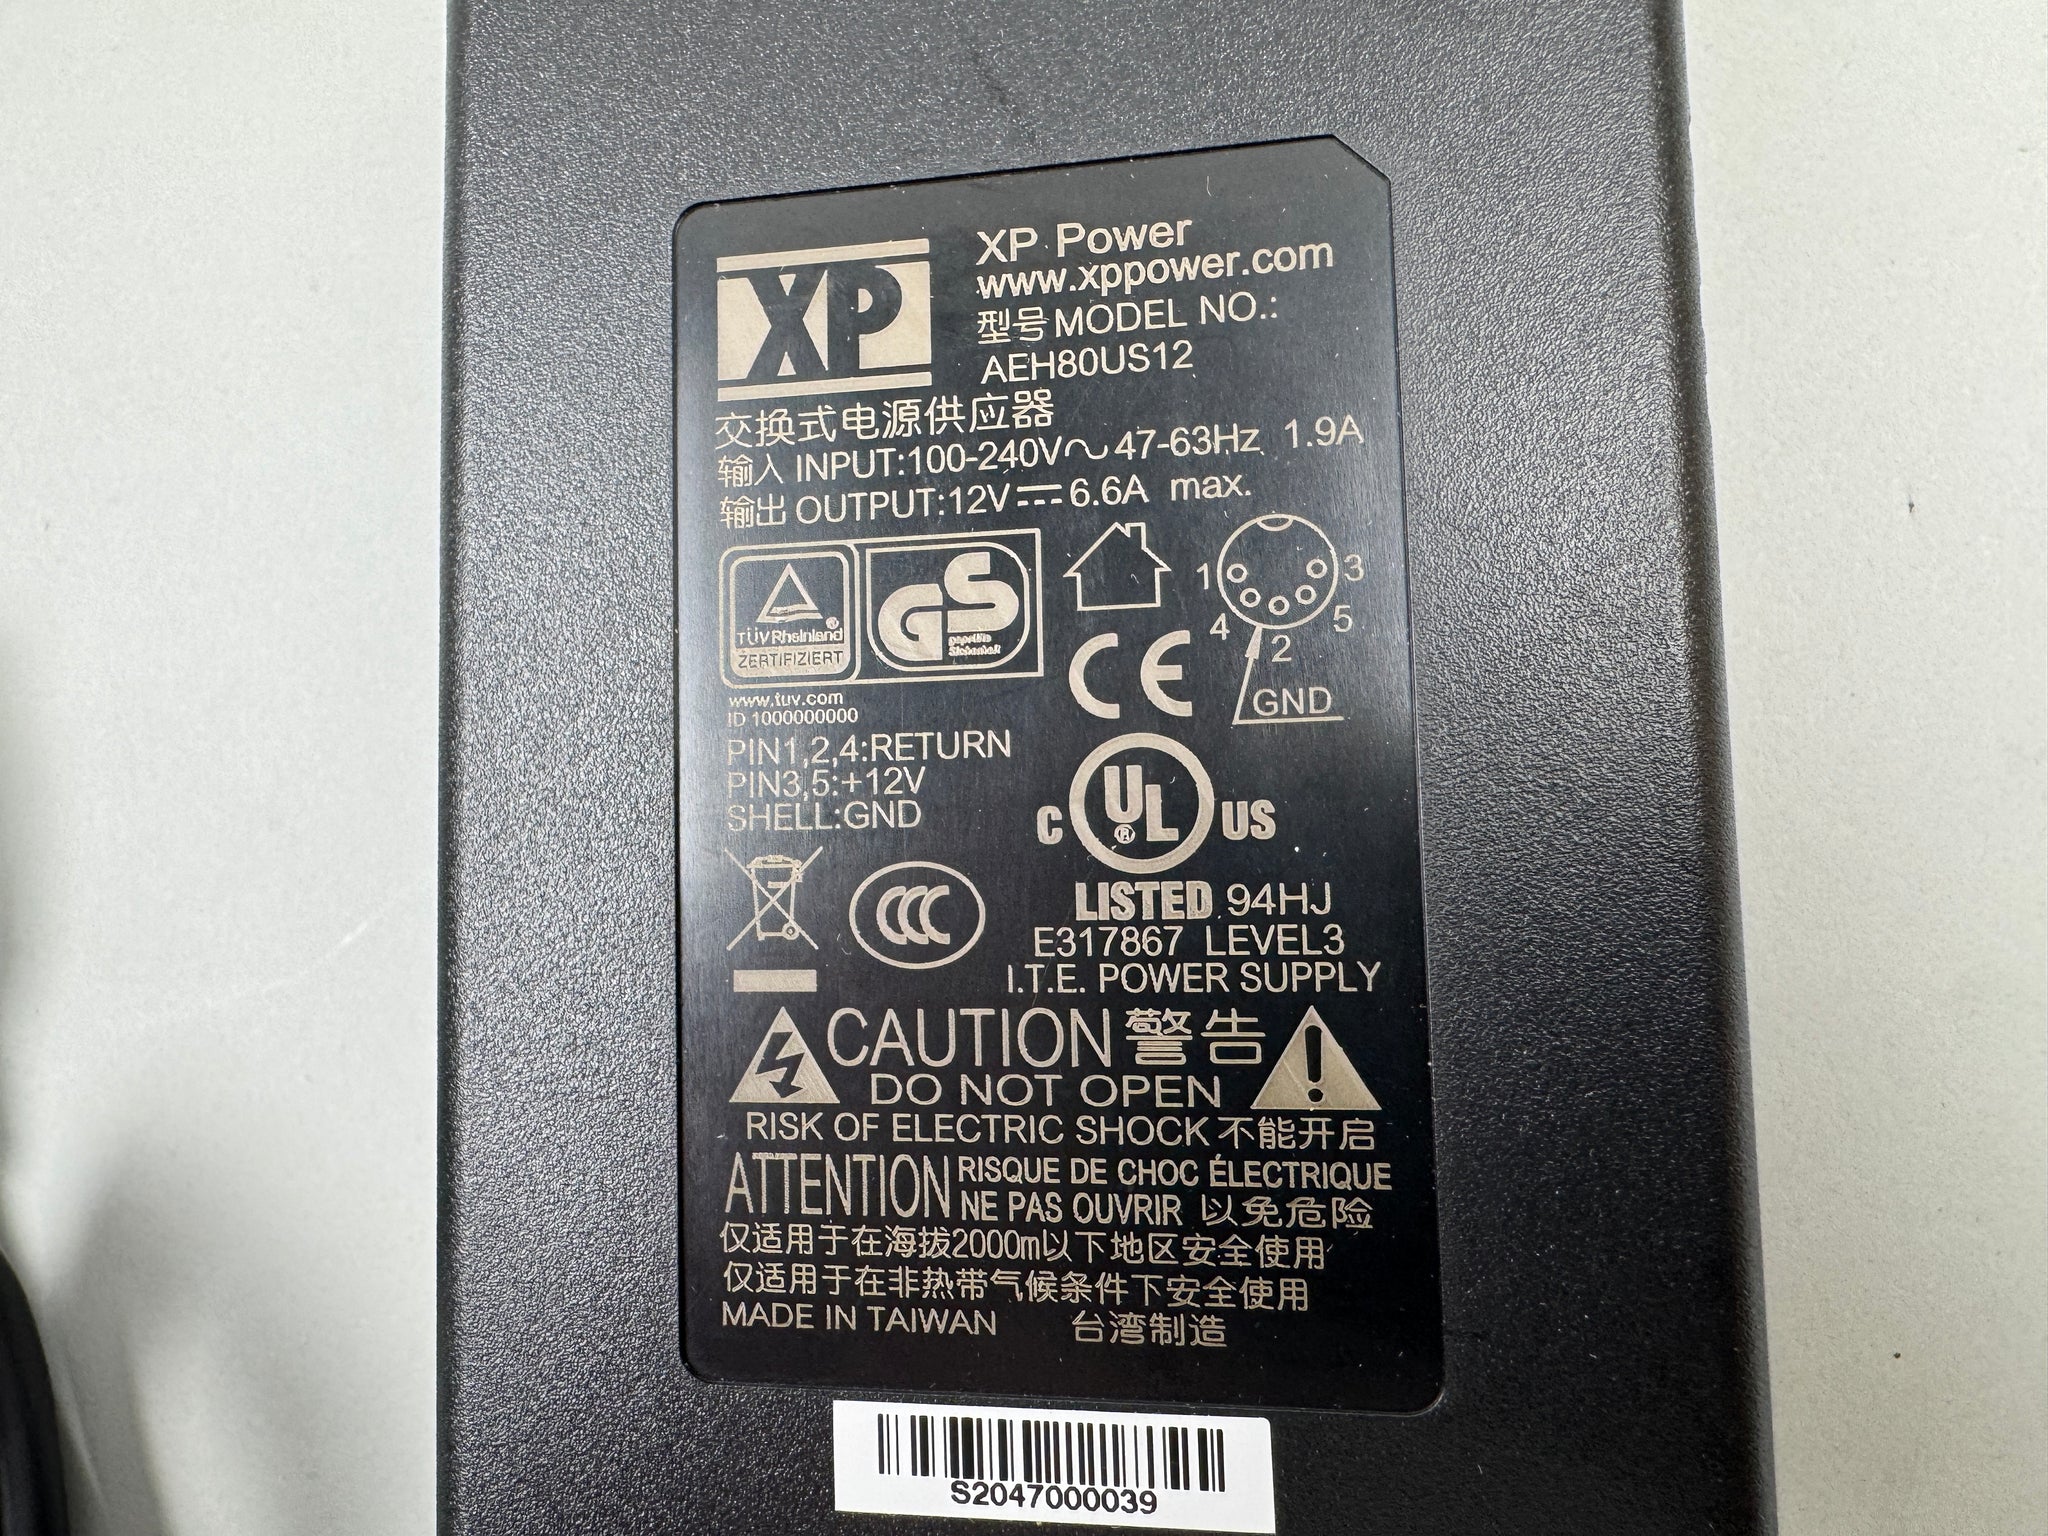 XP
XP Power
www.xppower.com
型号MODEL NO.:
AEH80US12
交换式电源供应器
输入 INPUT:100-240V～47-63Hz 1.9A
输出 OUTPUT:12V⎓6.6A max.
TÜVRheinland®
ZERTIFIZIERT
GS
geprüfte
Sicherheit
1
3
4
2
5
GND
www.tuv.com
ID 1000000000
CE
PIN1,2,4:RETURN
PIN3,5:+12V
SHELL:GND
C UL® US
CCC
LISTED 94HJ
E317867 LEVEL3
I.T.E. POWER SUPPLY
CAUTION 警告
DO NOT OPEN
RISK OF ELECTRIC SHOCK 不能开启
ATTENTION RISQUE DE CHOC ÉLECTRIQUE
NE PAS OUVRIR 以免危险
仅适用于在海拔2000m以下地区安全使用
仅适用于在非热带气候条件下安全使用
MADE IN TAIWAN 台湾制造
S2047000039